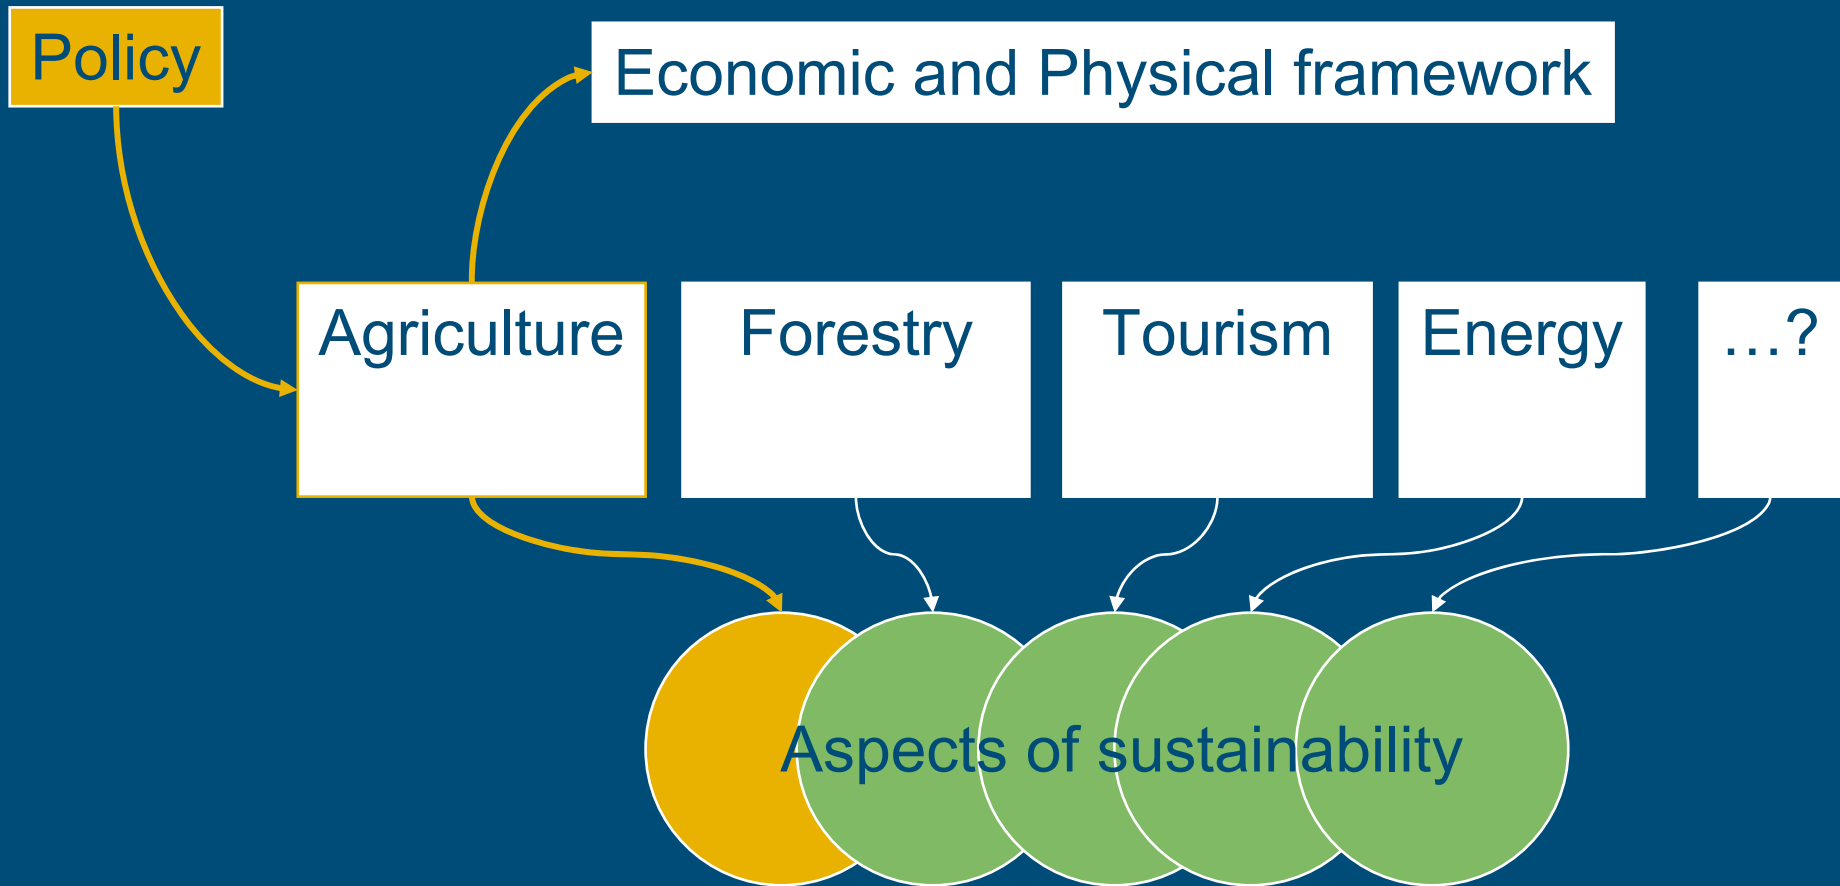 Policy
Economic and Physical framework
Agriculture
Forestry
Tourism
Energy
…?
Aspects of sustainability